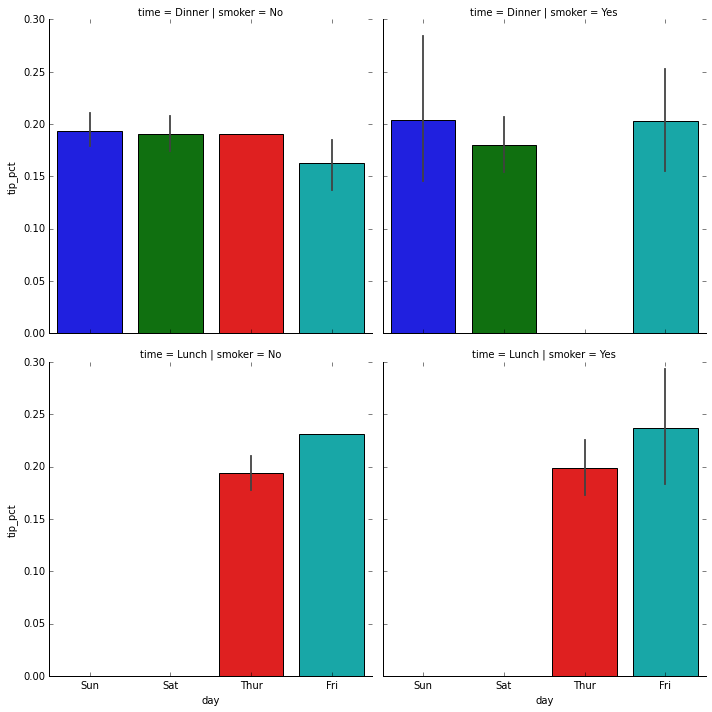 time = Dinner | smoker = No
time = Dinner | smoker = Yes
0.30
0.25
0.20
0.15
0.10
0.05
0.00
tip_pct
time = Lunch | smoker = No
time = Lunch | smoker = Yes
0.30
0.25
0.20
0.15
0.10
0.05
0.00
tip_pct
Sun Sat Thur Fri
Sun Sat Thur Fri
day
day